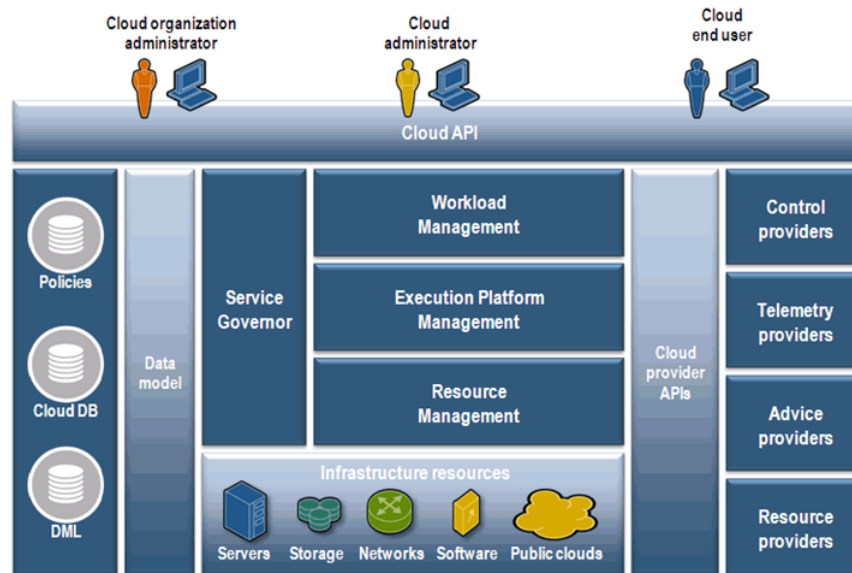 Cloud organization
administrator
Cloud
administrator
Cloud
end user
Cloud API
Policies
Cloud DB
DML
Data
model
Service
Governor
Workload
Management
Execution Platform
Management
Resource
Management
Infrastructure resources
Servers
Storage
Networks
Software
Public clouds
Cloud
provider
APIs
Control
providers
Telemetry
providers
Advice
providers
Resource
providers